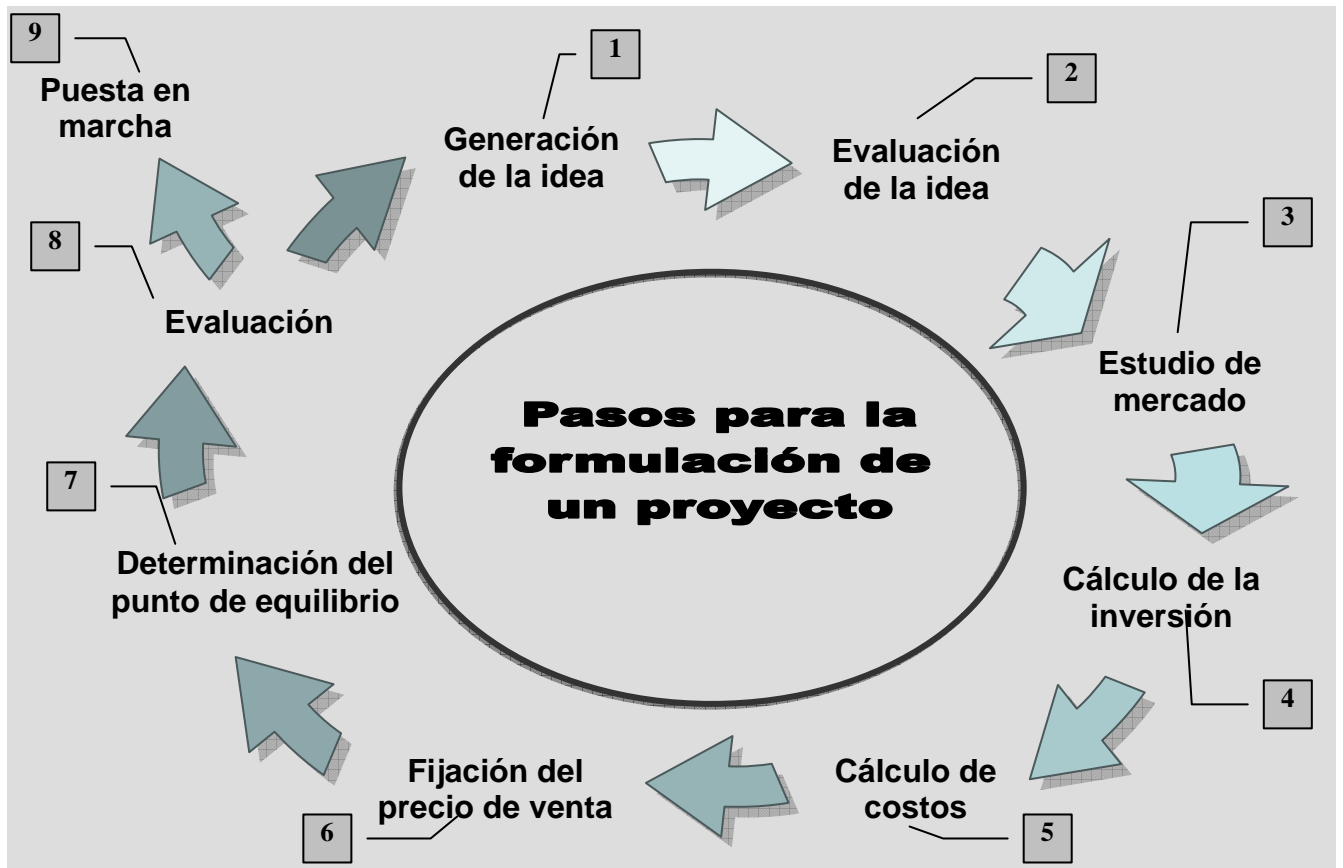 9
Puesta en
marcha
1
Generación
de la idea
2
Evaluación
de la idea
3
Estudio de
mercado
4
Cálculo de la
inversión
5
Cálculo de
costos
6
Fijación del
precio de venta
7
Determinación del
punto de equilibrio
8
Evaluación
Pasos para la
formulación de
un proyecto